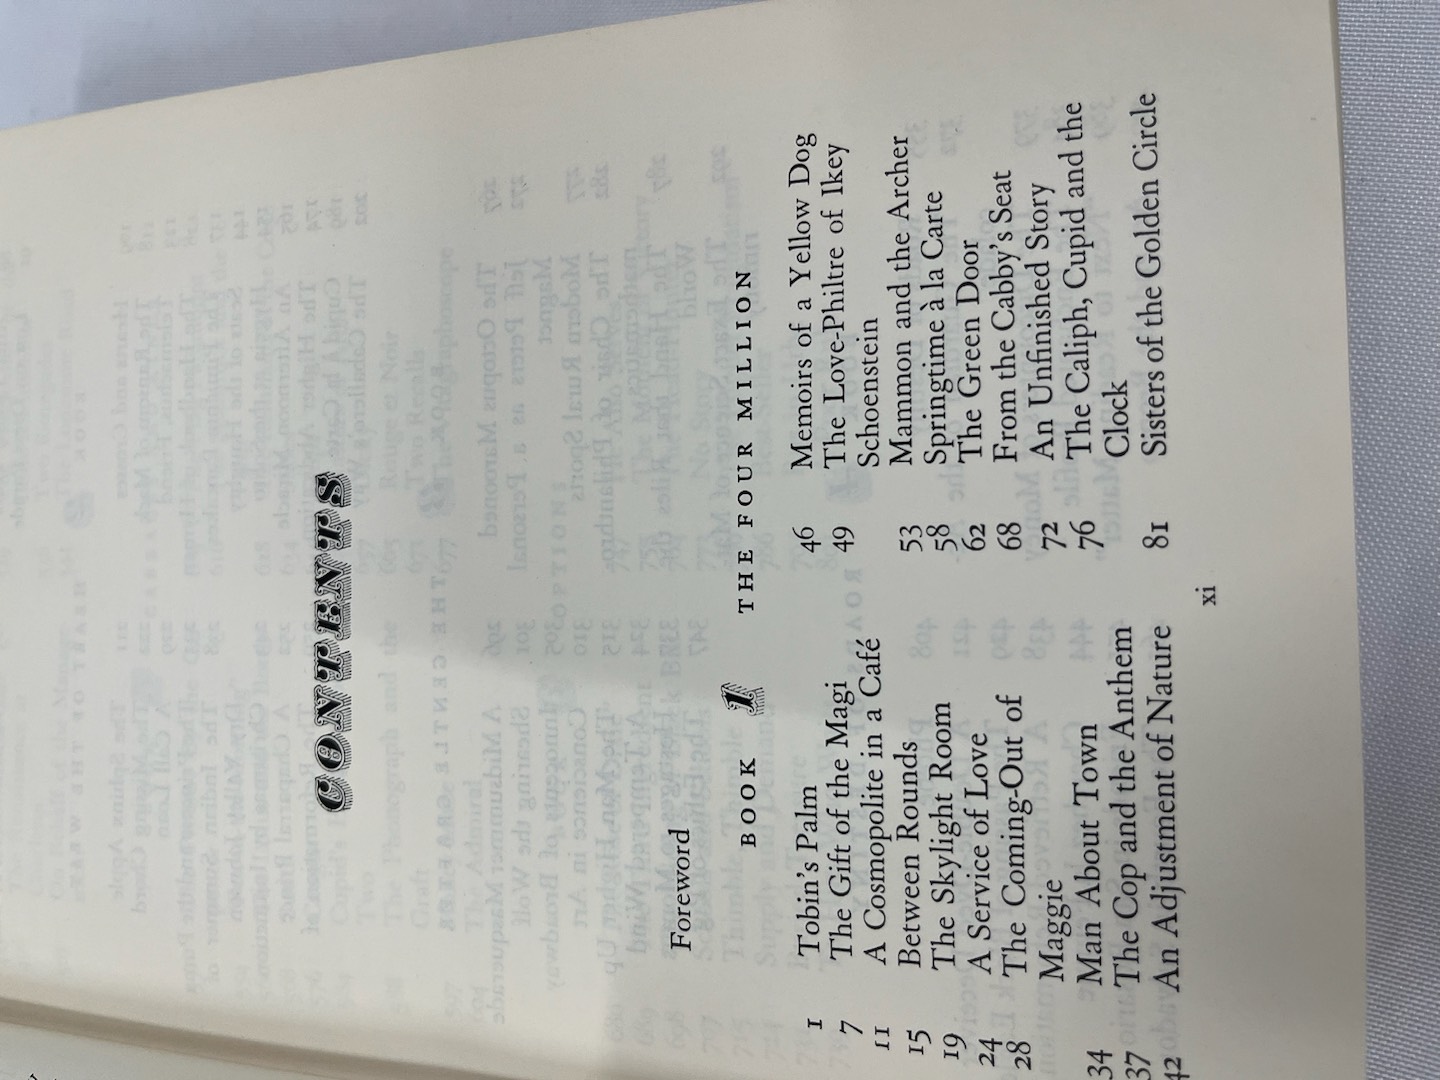 CONTENTS
Foreword
BOOK 1 THE FOUR MILLION
1 Tobin's Palm
7 The Gift of the Magi
11 A Cosmopolite in a Café
15 Between Rounds
19 The Skylight Room
24 A Service of Love
28 The Coming-Out of
Maggie
34 Man About Town
37 The Cop and the Anthem
42 An Adjustment of Nature
46 Memoirs of a Yellow Dog
49 The Love-Philtre of Ikey
Schoenstein
53 Mammon and the Archer
58 Springtime à la Carte
62 The Green Door
68 From the Cabby's Seat
72 An Unfinished Story
76 The Caliph, Cupid and the
Clock
81 Sisters of the Golden Circle
xi